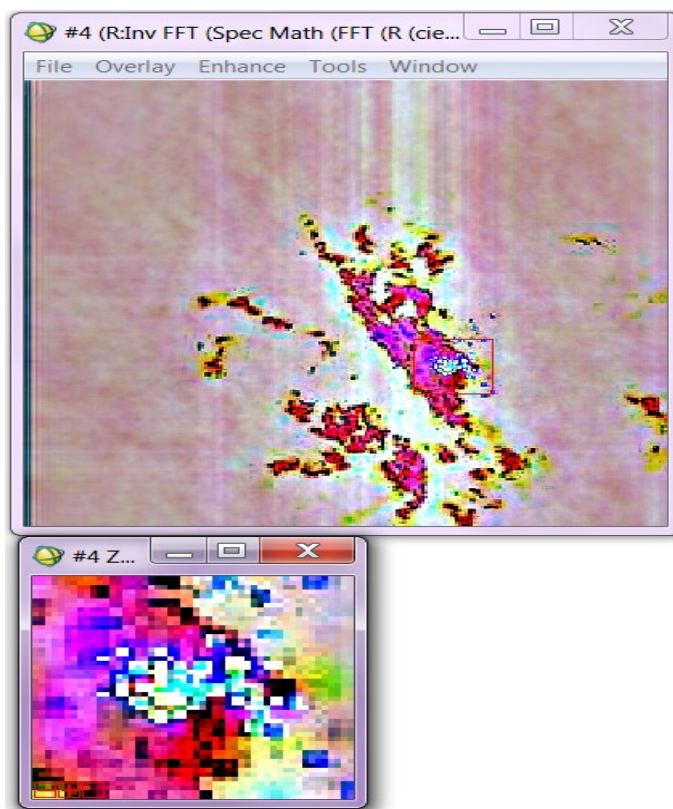 #4 (R:Inv FFT (Spec Math (FFT (R (cie...
File Overlay Enhance Tools Window
#4 Z...